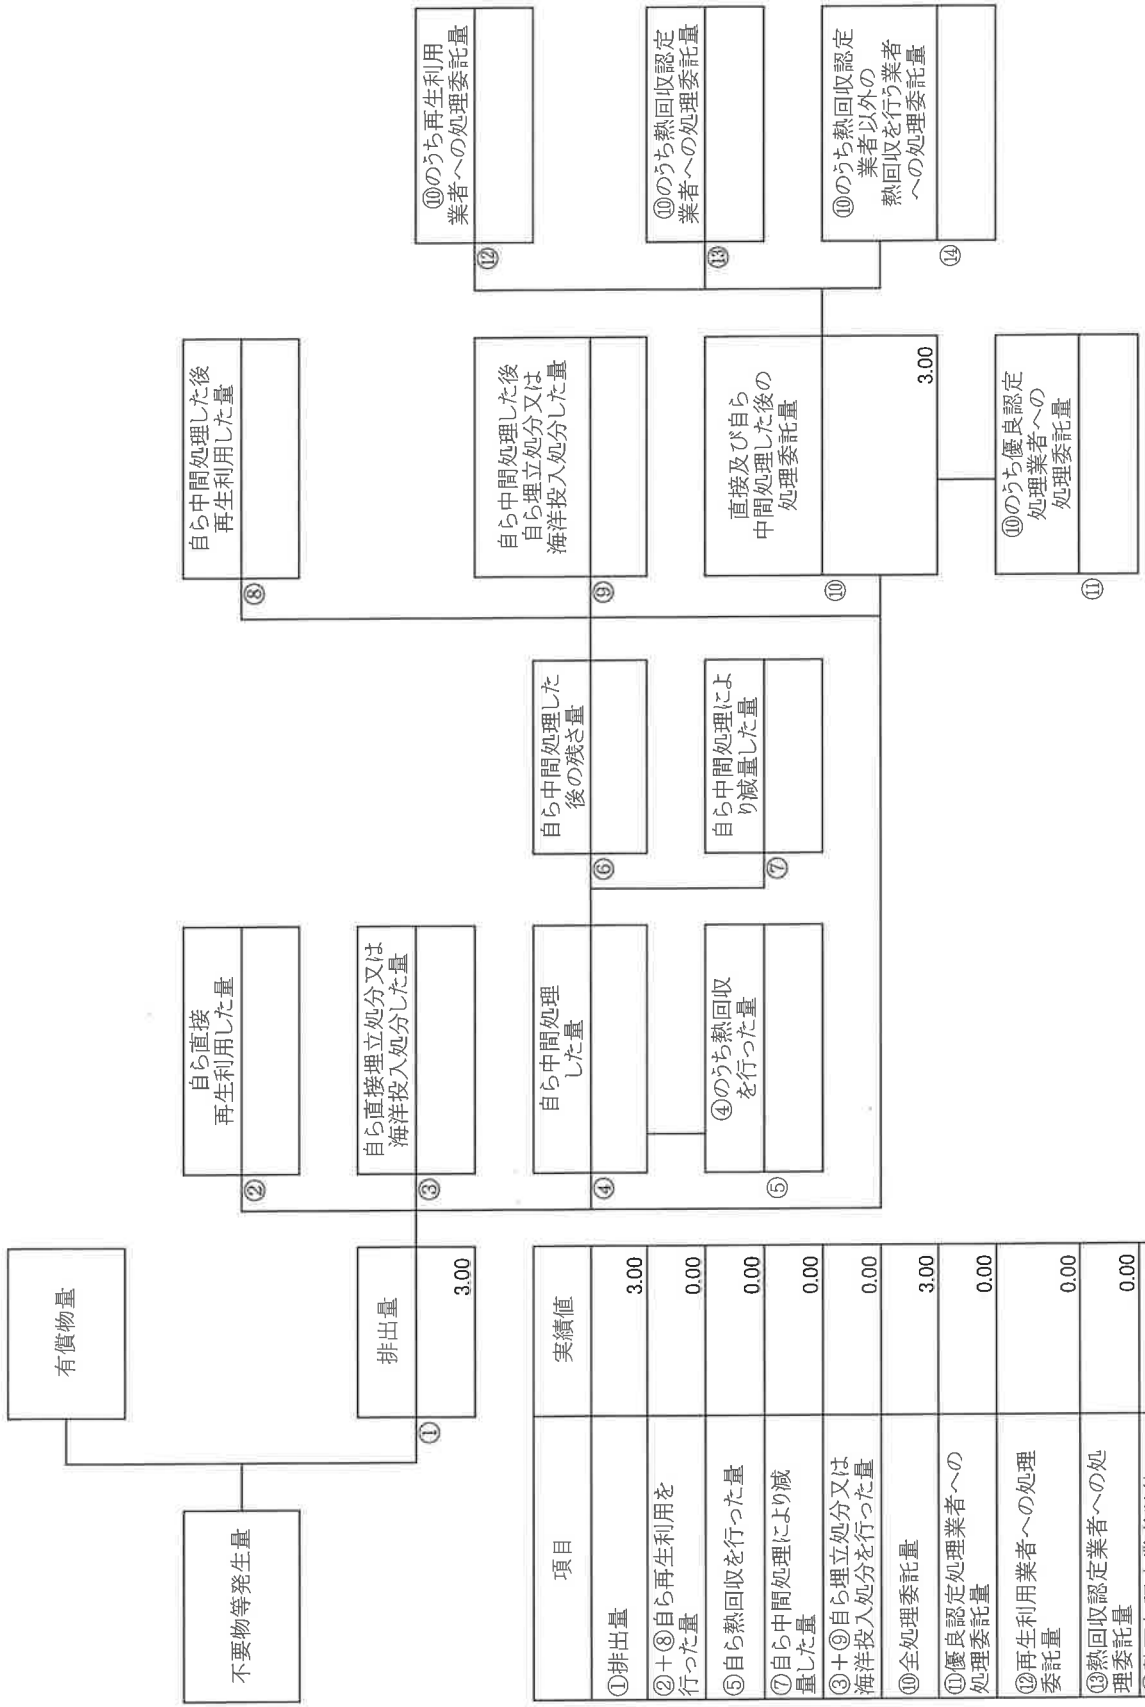 不要物等発生量
有償物量
排出量
①
3.00
自ら直接
再生利用した量
②
自ら直接埋立処分又は
海洋投入処分した量
③
自ら中間処理
した量
④
④のうち熱回収
を行った量
⑤
自ら中間処理した
後の残さ量
⑥
自ら中間処理によ
り減量した量
⑦
自ら中間処理した後
再生利用した量
⑧
自ら中間処理した後
自ら埋立処分又は
海洋投入処分した量
⑨
直接及び自ら
中間処理した後の
処理委託量
⑩
3.00
⑩のうち優良認定
処理業者への
処理委託量
⑪
⑩のうち再生利用
業者への処理委託量
⑫
⑩のうち熱回収認定
業者への処理委託量
⑬
⑩のうち熱回収認定
業者以外の
熱回収を行う業者
への処理委託量
⑭
項目 実績値
①排出量 3.00
②+⑧自ら再生利用を
行った量 0.00
⑤自ら熱回収を行った量 0.00
⑦自ら中間処理により減
量した量 0.00
③+⑨自ら埋立処分又は
海洋投入処分を行った量 0.00
⑩全処理委託量 3.00
⑪優良認定処理業者への
処理委託量 0.00
⑫再生利用業者への処理
委託量 0.00
⑬熱回収認定業者への処
理委託量 0.00